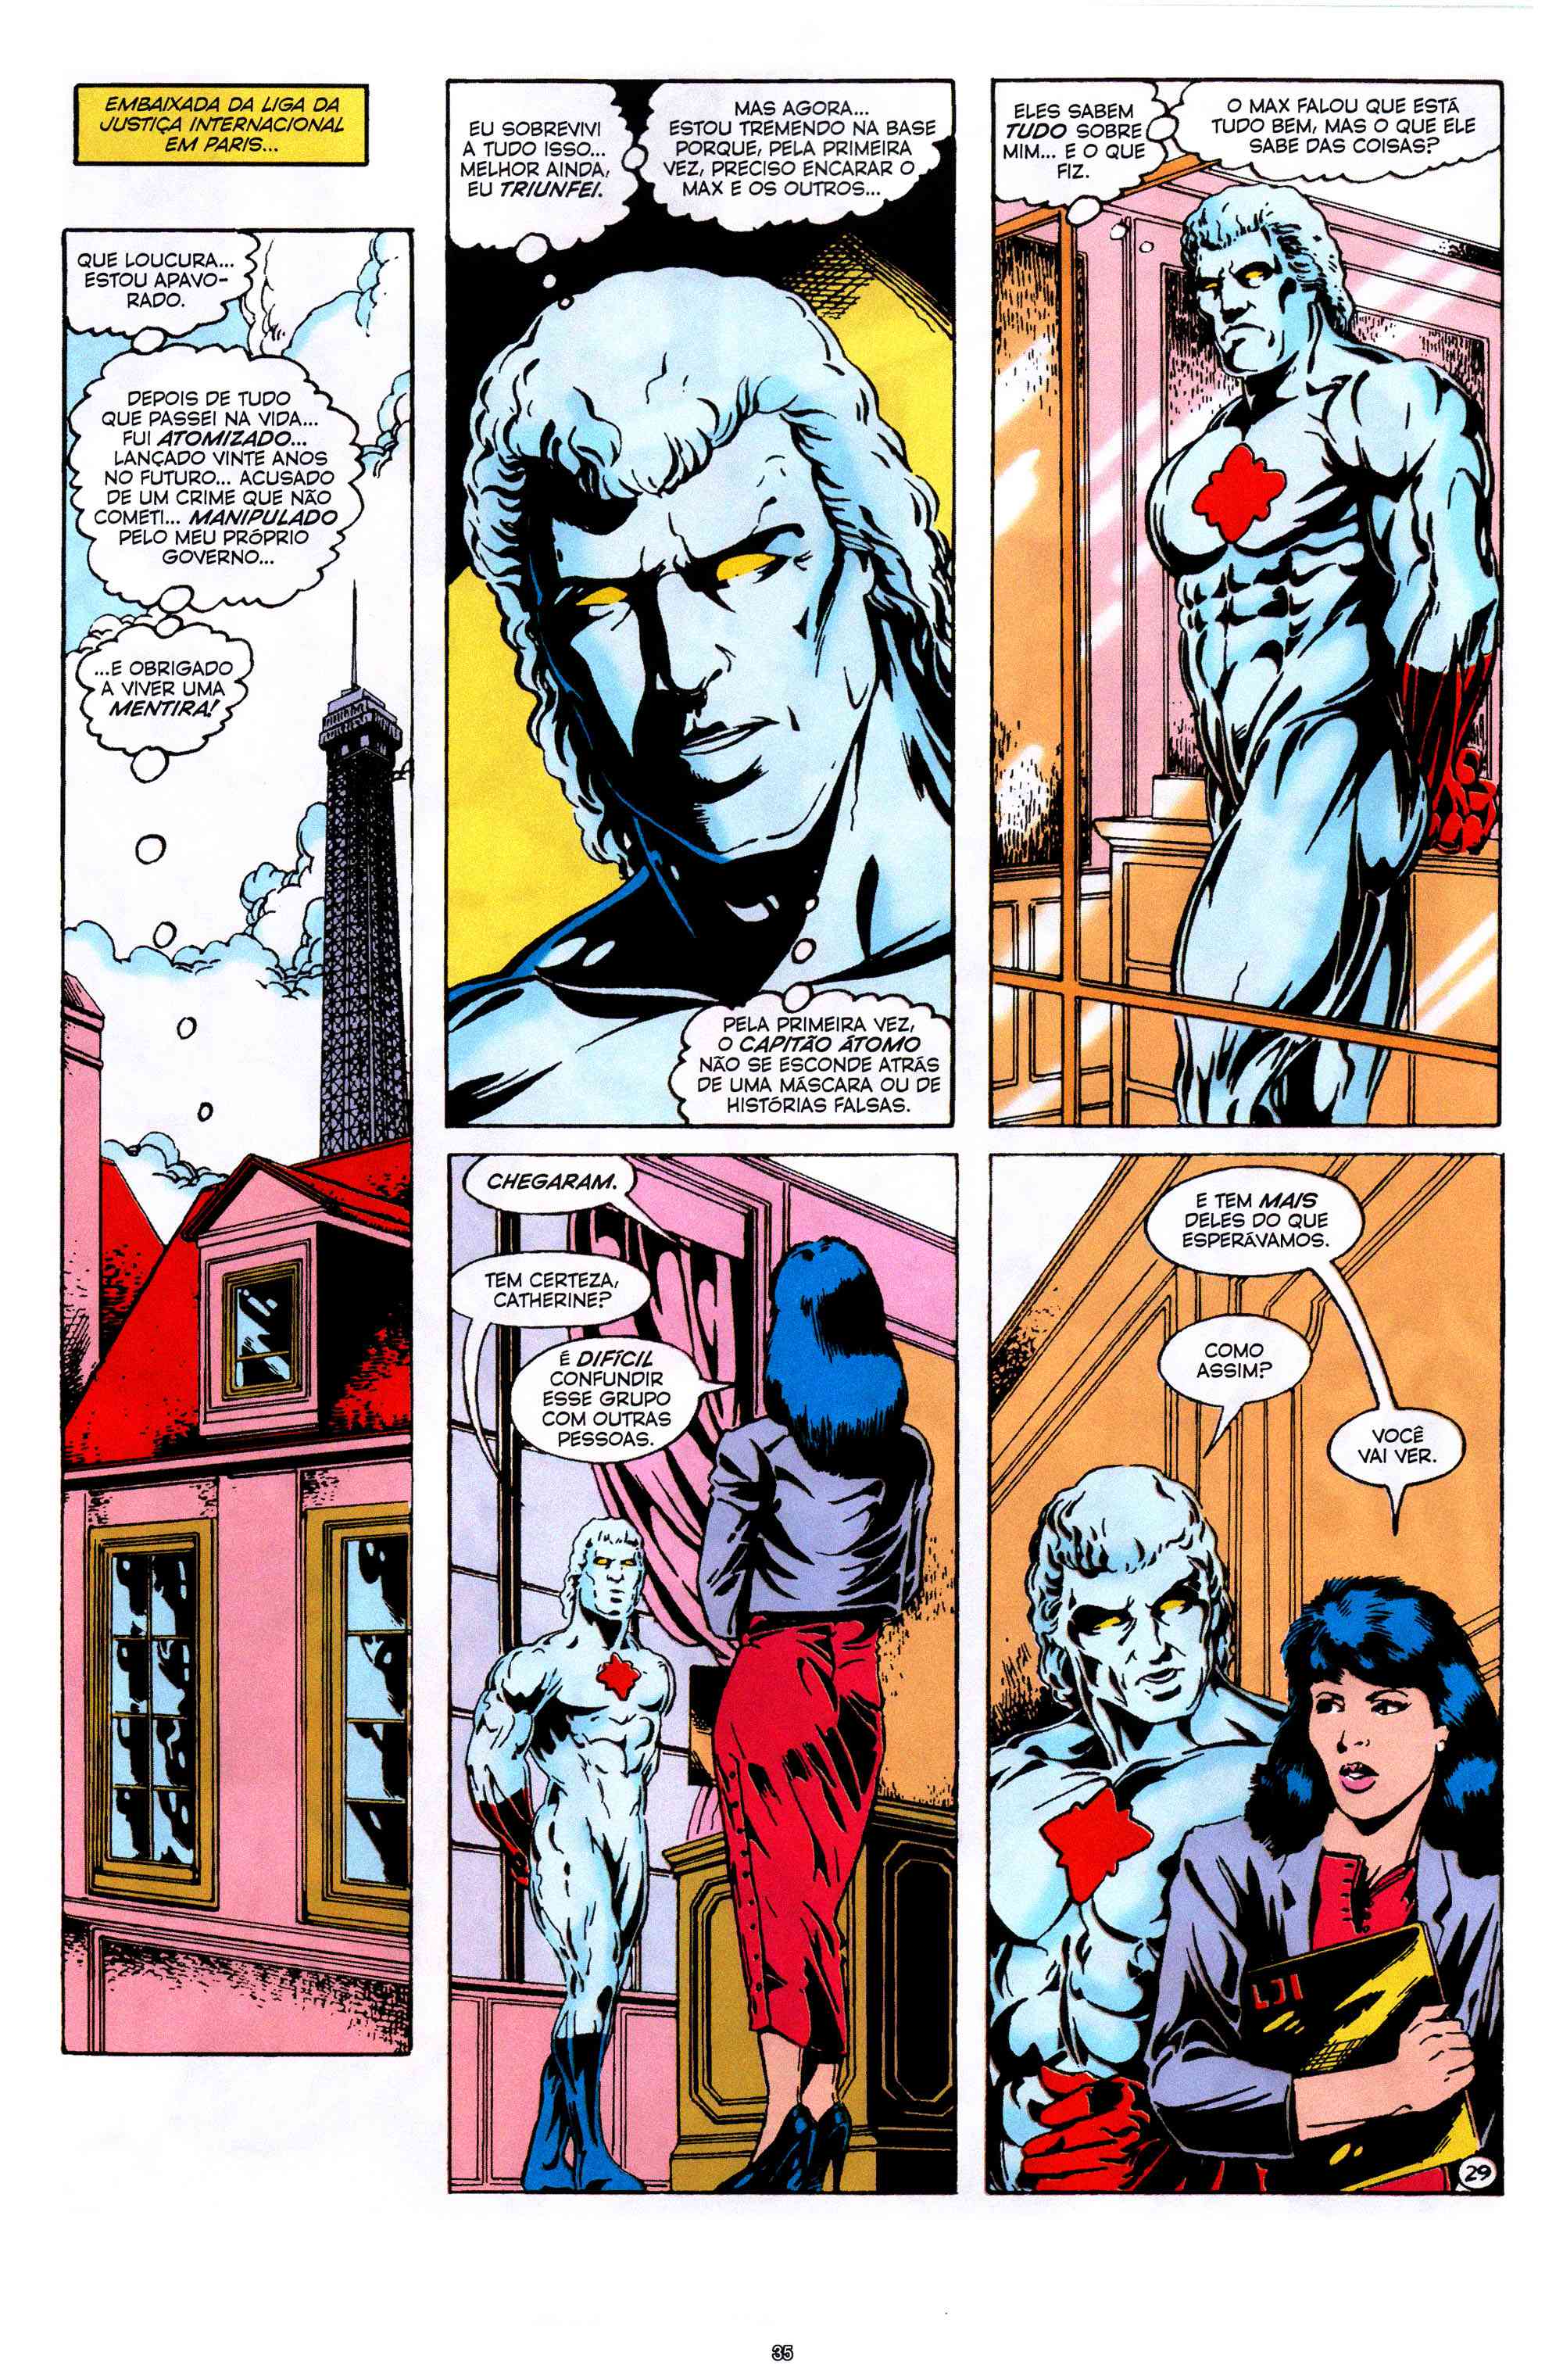 EMBAIXADA DA LIGA DA
JUSTIÇA INTERNACIONAL
EM PARIS...
QUE LOUCURA...
ESTOU APAVO-
RADO.
DEPOIS DE TUDO
QUE PASSEI NA VIDA...
FUI ATOMIZADO...
LANÇADO VINTE ANOS
NO FUTURO... ACUSADO
DE UM CRIME QUE NÃO
COMETI... MANIPULADO
PELO MEU PRÓPRIO
GOVERNO...
...E OBRIGADO
A VIVER UMA
MENTIRA!
EU SOBREVIVI
A TUDO ISSO...
MELHOR AINDA,
EU TRIUNFEI.
MAS AGORA...
ESTOU TREMENDO NA BASE
PORQUE, PELA PRIMEIRA
VEZ, PRECISO ENCARAR O
MAX E OS OUTROS...
PELA PRIMEIRA VEZ,
O CAPITÃO ÁTOMO
NÃO SE ESCONDE ATRÁS
DE UMA MÁSCARA OU DE
HISTÓRIAS FALSAS.
ELES SABEM
TUDO SOBRE
MIM... E O QUE
FIZ.
O MAX FALOU QUE ESTÁ
TUDO BEM, MAS O QUE ELE
SABE DAS COISAS?
CHEGARAM.
TEM CERTEZA,
CATHERINE?
É DIFÍCIL
CONFUNDIR
ESSE GRUPO
COM OUTRAS
PESSOAS.
E TEM MAIS
DELES DO QUE
ESPERÁVAMOS.
COMO
ASSIM?
VOCÊ
VAI VER.
LJI
29
35